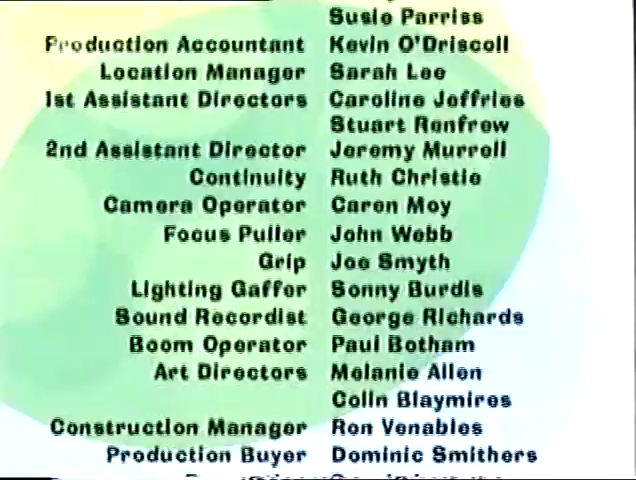 Susie Parriss
Production Accountant Kevin O'Driscoll
Location Manager Sarah Lee
1st Assistant Directors Caroline Jeffries
Stuart Renfrew
2nd Assistant Director Jeremy Murrell
Continuity Ruth Christie
Camera Operator Caren Moy
Focus Puller John Webb
Grip Joe Smyth
Lighting Gaffer Sonny Burdis
Sound Recordist George Richards
Boom Operator Paul Botham
Art Directors Melanie Allen
Colin Blaymires
Construction Manager Ron Venables
Production Buyer Dominic Smithers